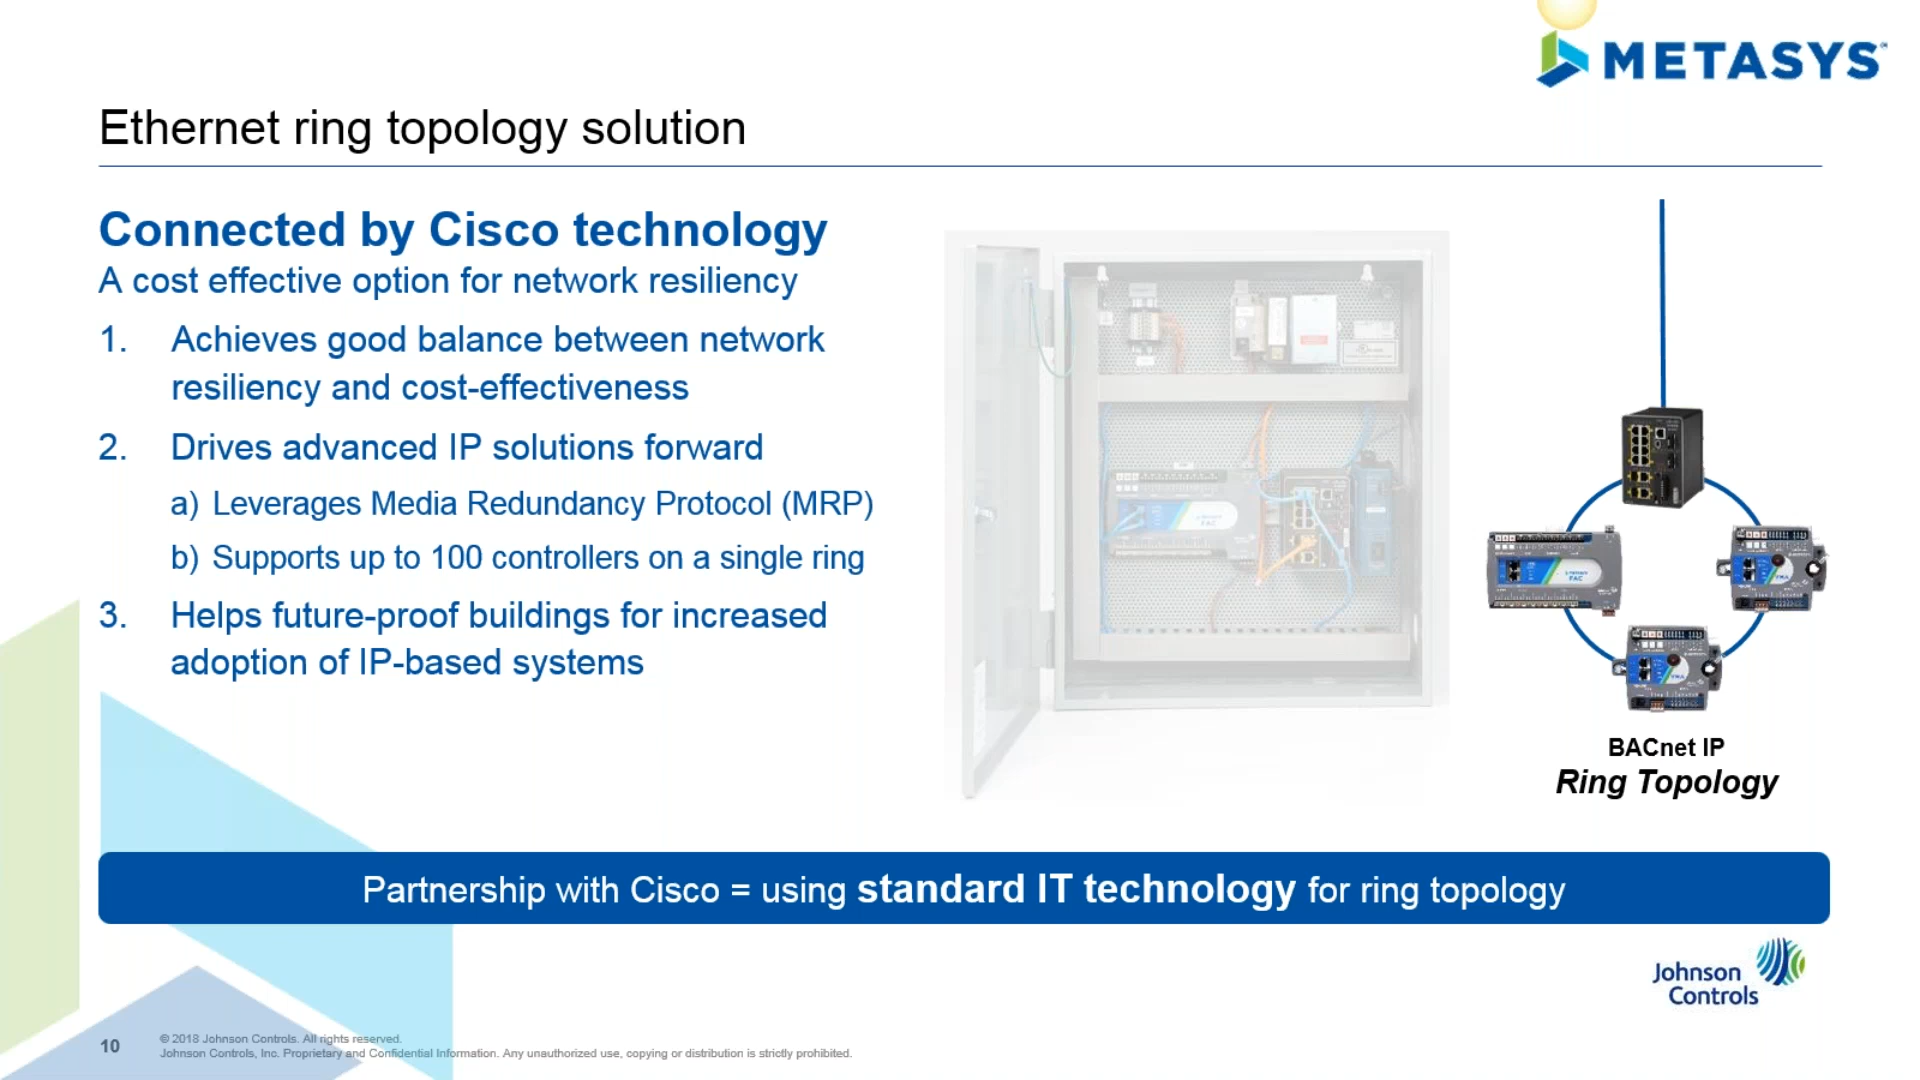 METASYS
Ethernet ring topology solution
Connected by Cisco technology
A cost effective option for network resiliency
1. Achieves good balance between network
resiliency and cost-effectiveness
2. Drives advanced IP solutions forward
a) Leverages Media Redundancy Protocol (MRP)
b) Supports up to 100 controllers on a single ring
3. Helps future-proof buildings for increased
adoption of IP-based systems
FAC
BACnet IP
Ring Topology
Partnership with Cisco = using standard IT technology for ring topology
Johnson
Controls
10
© 2018 Johnson Controls. All rights reserved.
Johnson Controls, Inc. Proprietary and Confidential Information. Any unauthorized use, copying or distribution is strictly prohibited.